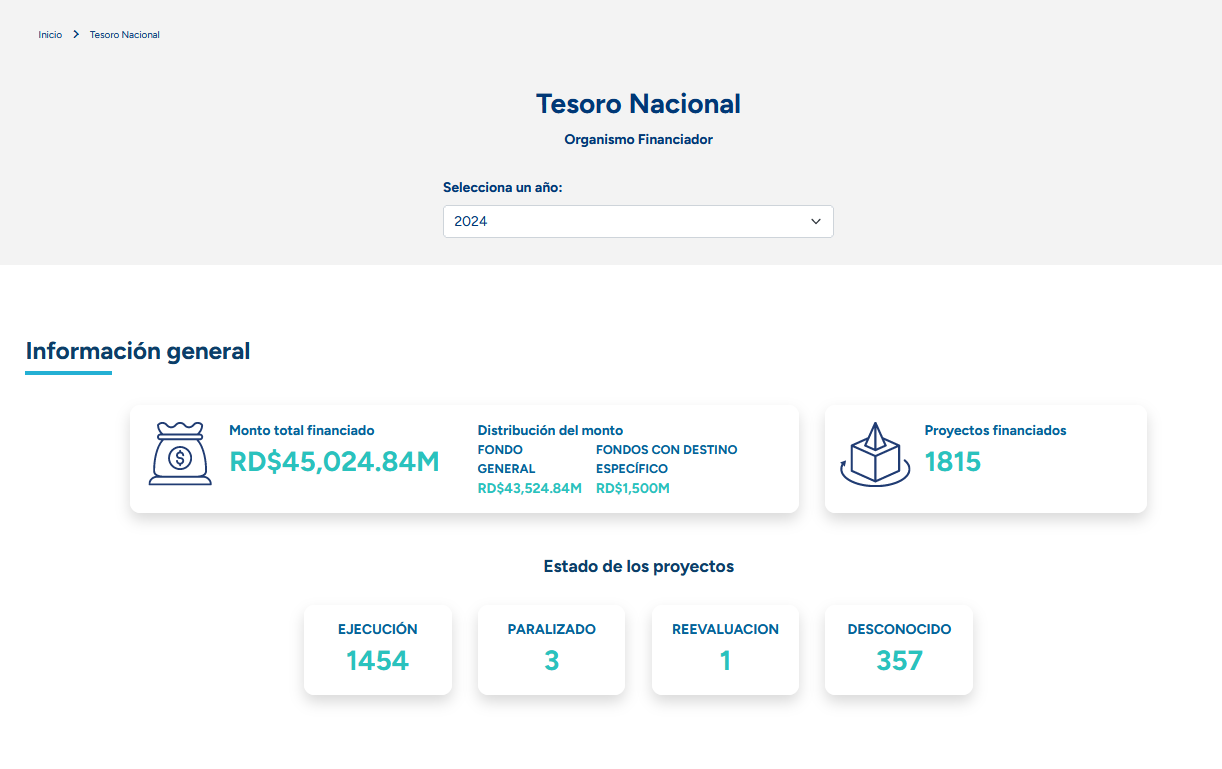 Inicio > Tesoro Nacional
Tesoro Nacional
Organismo Financiador
Selecciona un año:
2024
Información general
Monto total financiado
RD$45,024.84M
Distribución del monto
FONDO
GENERAL
RD$43,524.84M
FONDOS CON DESTINO
ESPECÍFICO
RD$1,500M
Proyectos financiados
1815
Estado de los proyectos
EJECUCIÓN
1454
PARALIZADO
3
REEVALUACION
1
DESCONOCIDO
357